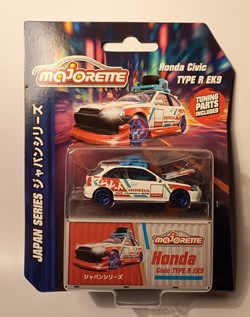 majORETTE
Honda Civic
TYPE R EK9
TUNING
PARTS
INCLUDED
JAPAN SERIES ジャパンシリーズ
HONDA
majORETTE
Honda
Civic TYPE R EK9
ジャパンシリーズ